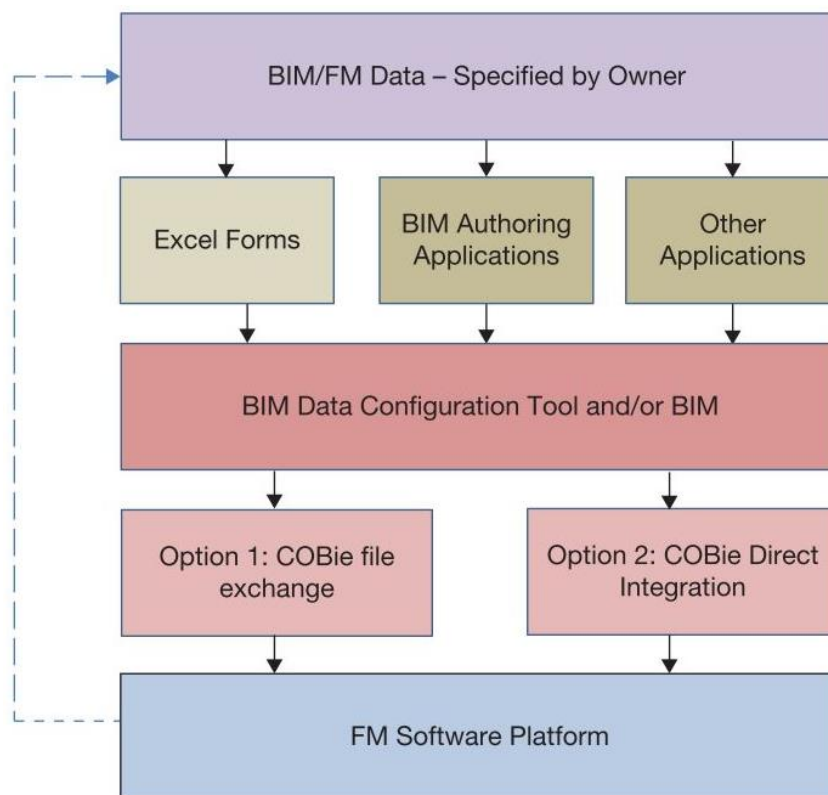 BIM/FM Data – Specified by Owner
Excel Forms
BIM Authoring
Applications
Other
Applications
BIM Data Configuration Tool and/or BIM
Option 1: COBie file
exchange
Option 2: COBie Direct
Integration
FM Software Platform